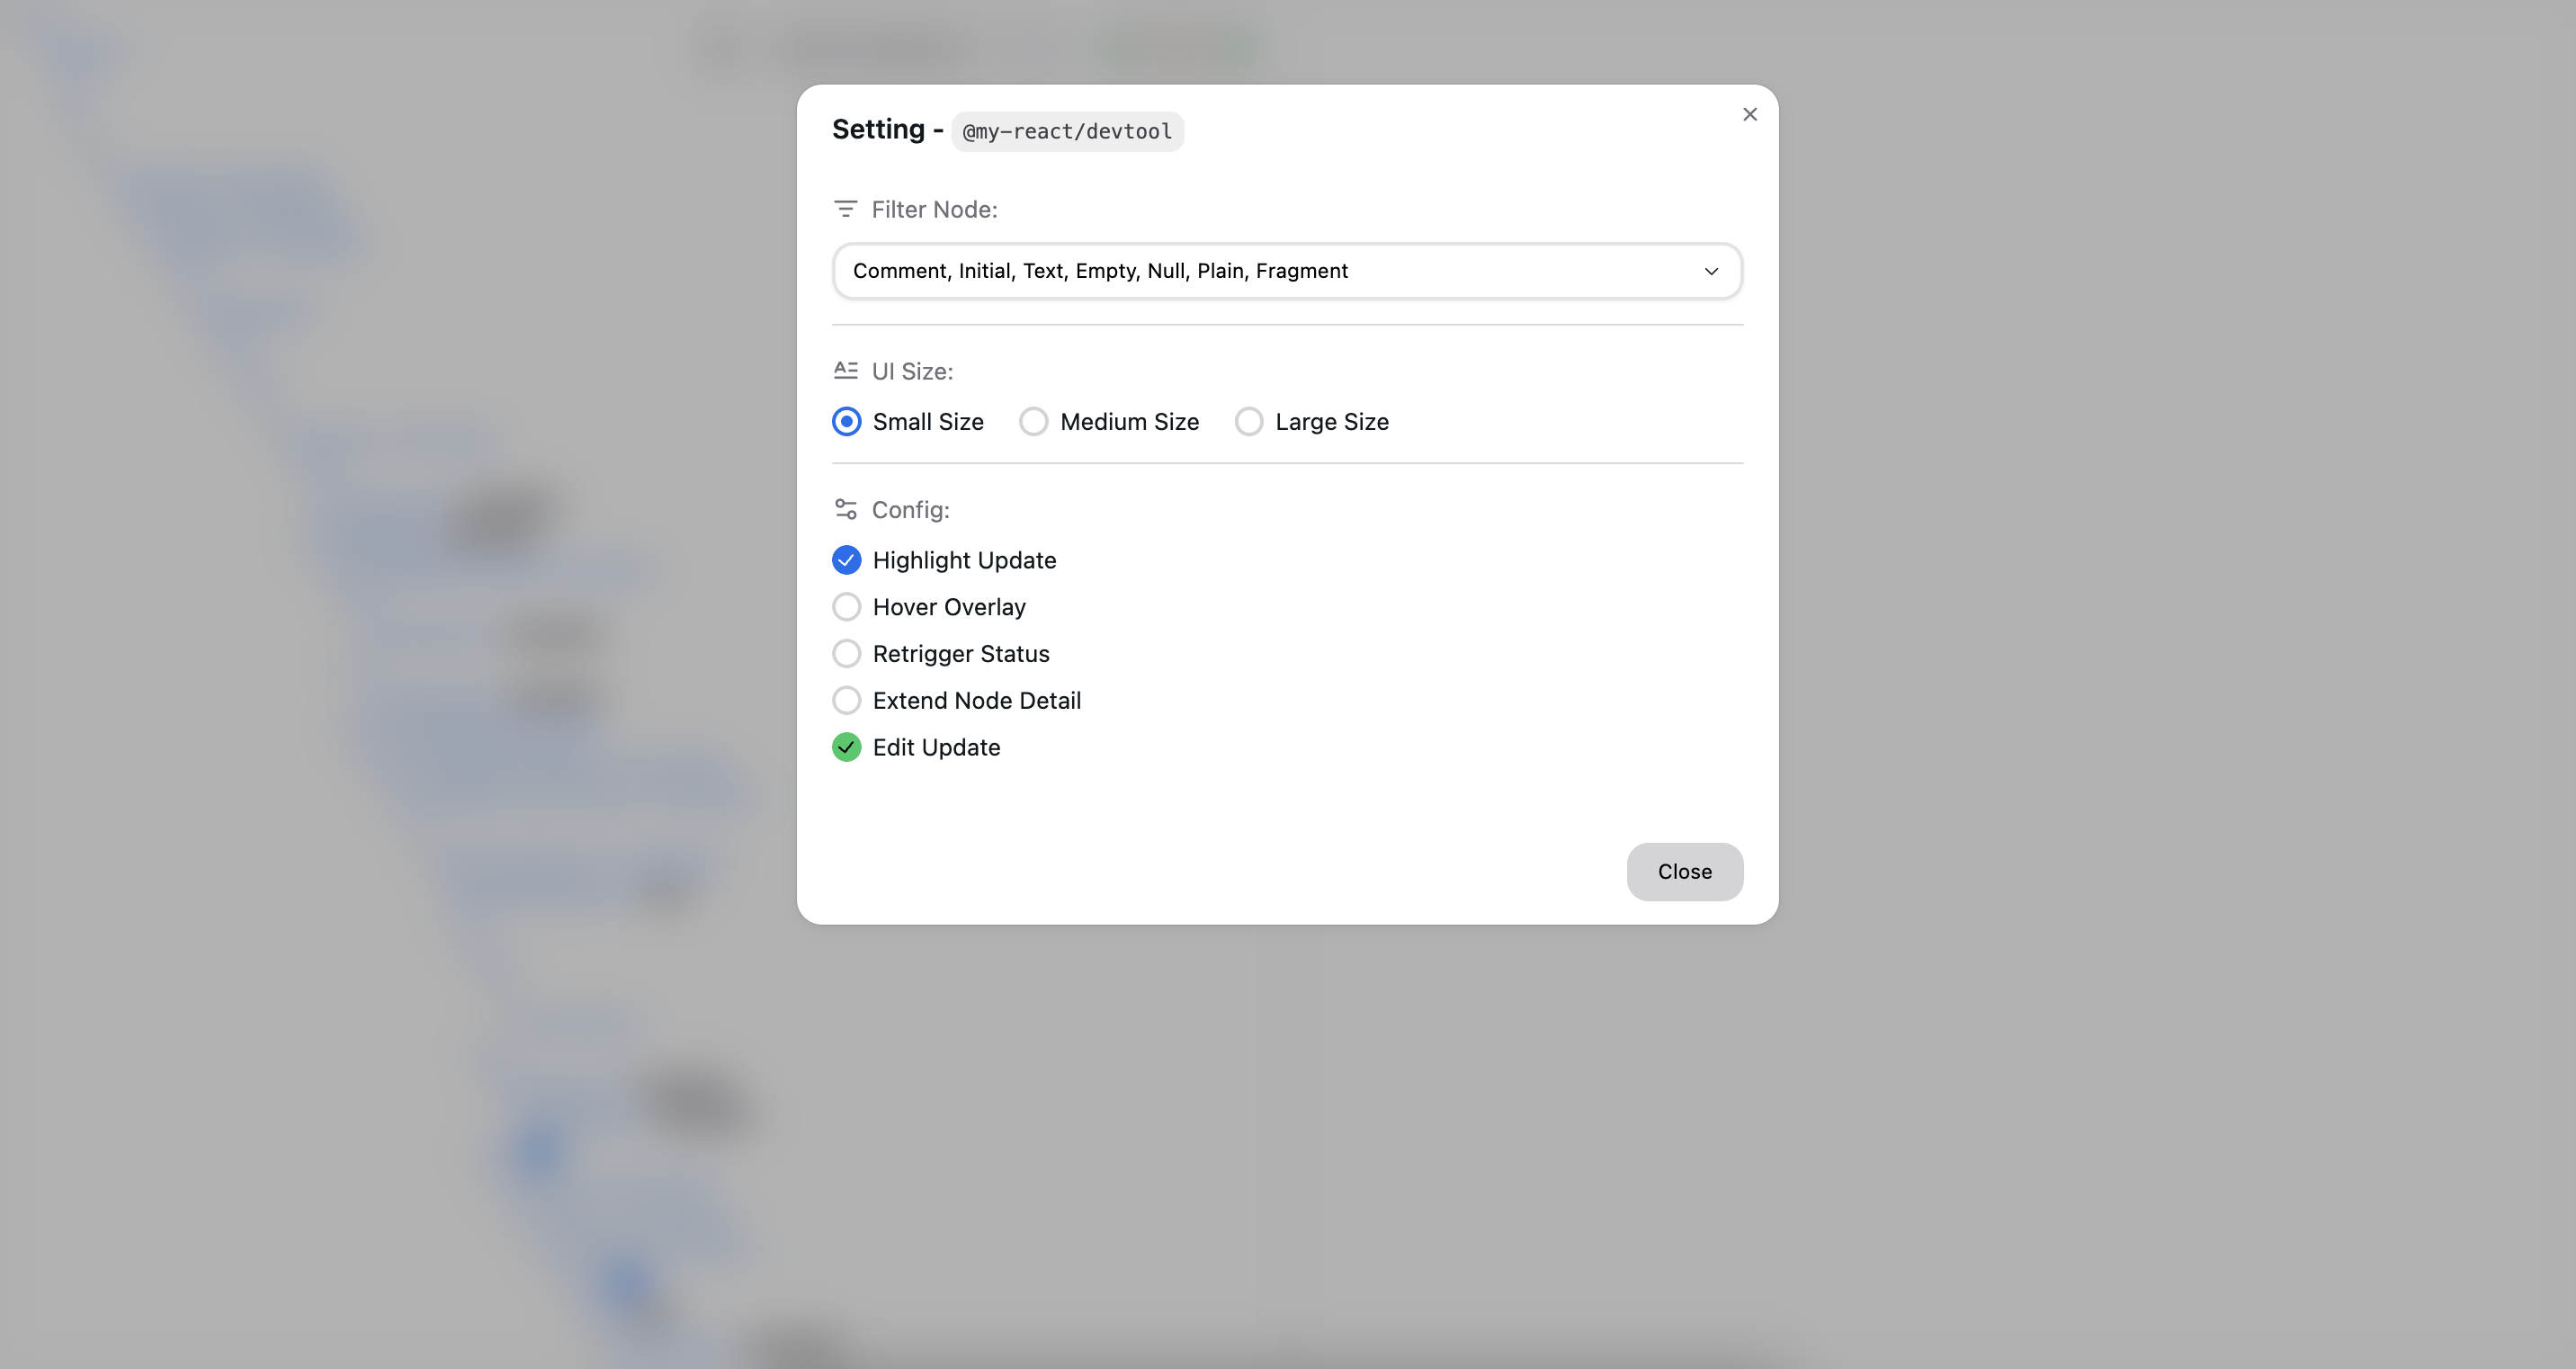 Setting - @my-react/devtool
Filter Node:
Comment, Initial, Text, Empty, Null, Plain, Fragment
UI Size:
Small Size Medium Size Large Size
Config:
Highlight Update
Hover Overlay
Retrigger Status
Extend Node Detail
Edit Update
Close